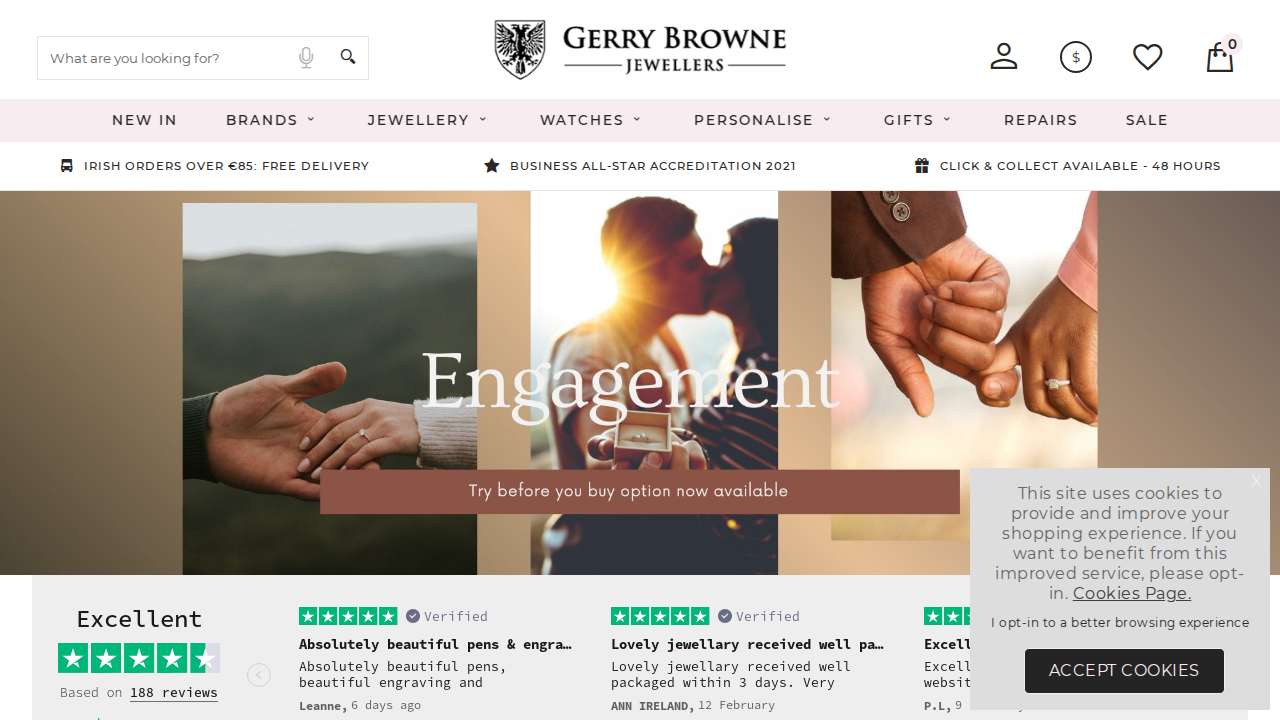 What are you looking for?
GERRY BROWNE
JEWELLERS
$
0
NEW IN
BRANDS
JEWELLERY
WATCHES
PERSONALISE
GIFTS
REPAIRS
SALE
IRISH ORDERS OVER €85: FREE DELIVERY
BUSINESS ALL-STAR ACCREDITATION 2021
CLICK & COLLECT AVAILABLE - 48 HOURS
Engagement
Try before you buy option now available
X
This site uses cookies to
provide and improve your
shopping experience. If you
want to benefit from this
improved service, please opt-
in. Cookies Page.
I opt-in to a better browsing experience
ACCEPT COOKIES
Excellent
Based on 188 reviews
Verified
Absolutely beautiful pens & engra…
Absolutely beautiful pens,
beautiful engraving and
Leanne, 6 days ago
Verified
Lovely jewellery received well pa…
Lovely jewellery received well
packaged within 3 days. Very
ANN IRELAND, 12 February
Excell
Excell
websit
P.L, 9